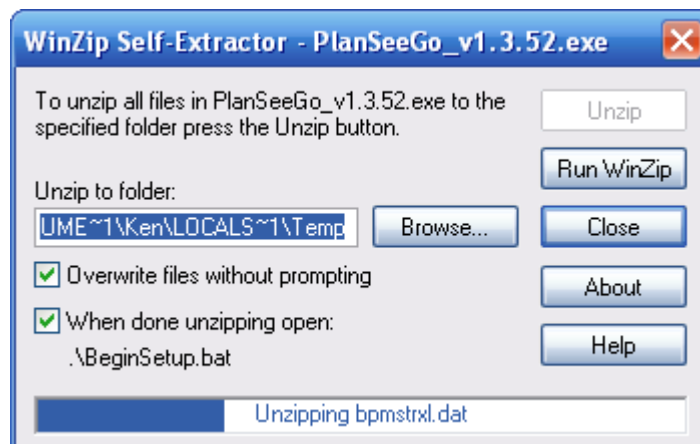 WinZip Self-Extractor - PlanSeeGo_v1.3.52.exe
To unzip all files in PlanSeeGo_v1.3.52.exe to the
specified folder press the Unzip button.
Unzip
Run WinZip
Unzip to folder:
UME~1\Ken\LOCALS~1\Temp
Browse...
Close
Overwrite files without prompting
About
When done unzipping open:
.\BeginSetup.bat
Help
Unzipping bpmstrxl.dat